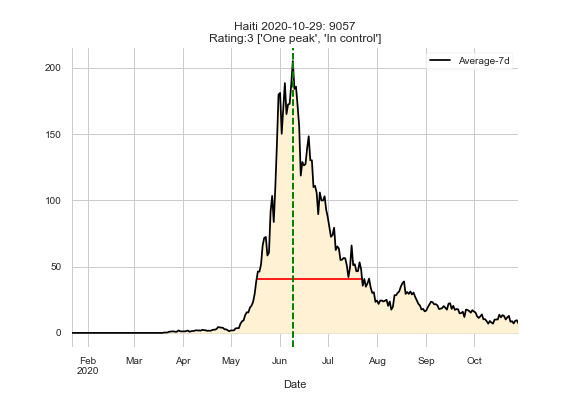 Haiti 2020-10-29: 9057
Rating:3 ['One peak', 'In control']
Average-7d
200
150
100
50
0
Feb Mar Apr May Jun Jul Aug Sep Oct
2020
Date